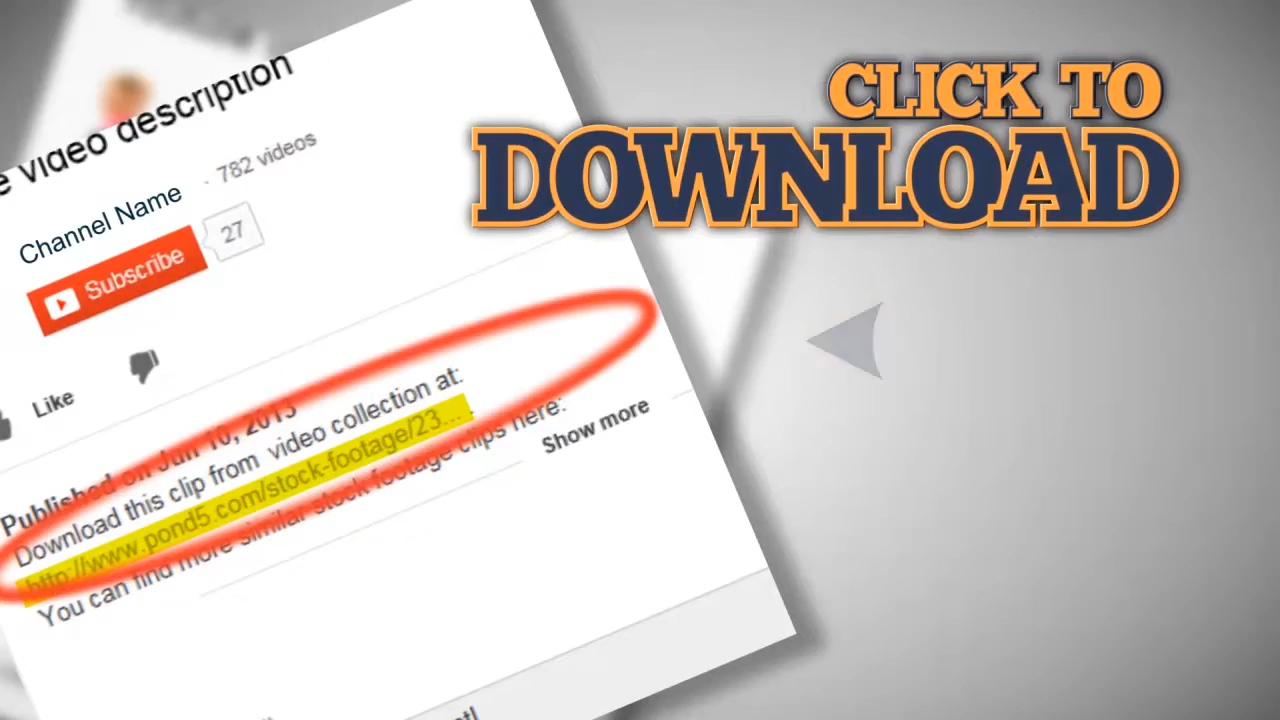 CLICK TO
DOWNLOAD
e video description
Channel Name · 782 videos
Subscribe 27
Like
Published on Jun 10, 2013
Download this clip from video collection at:
http://www.pond5.com/stock-footage/23... .
You can find more similar stock footage clips here:
Show more